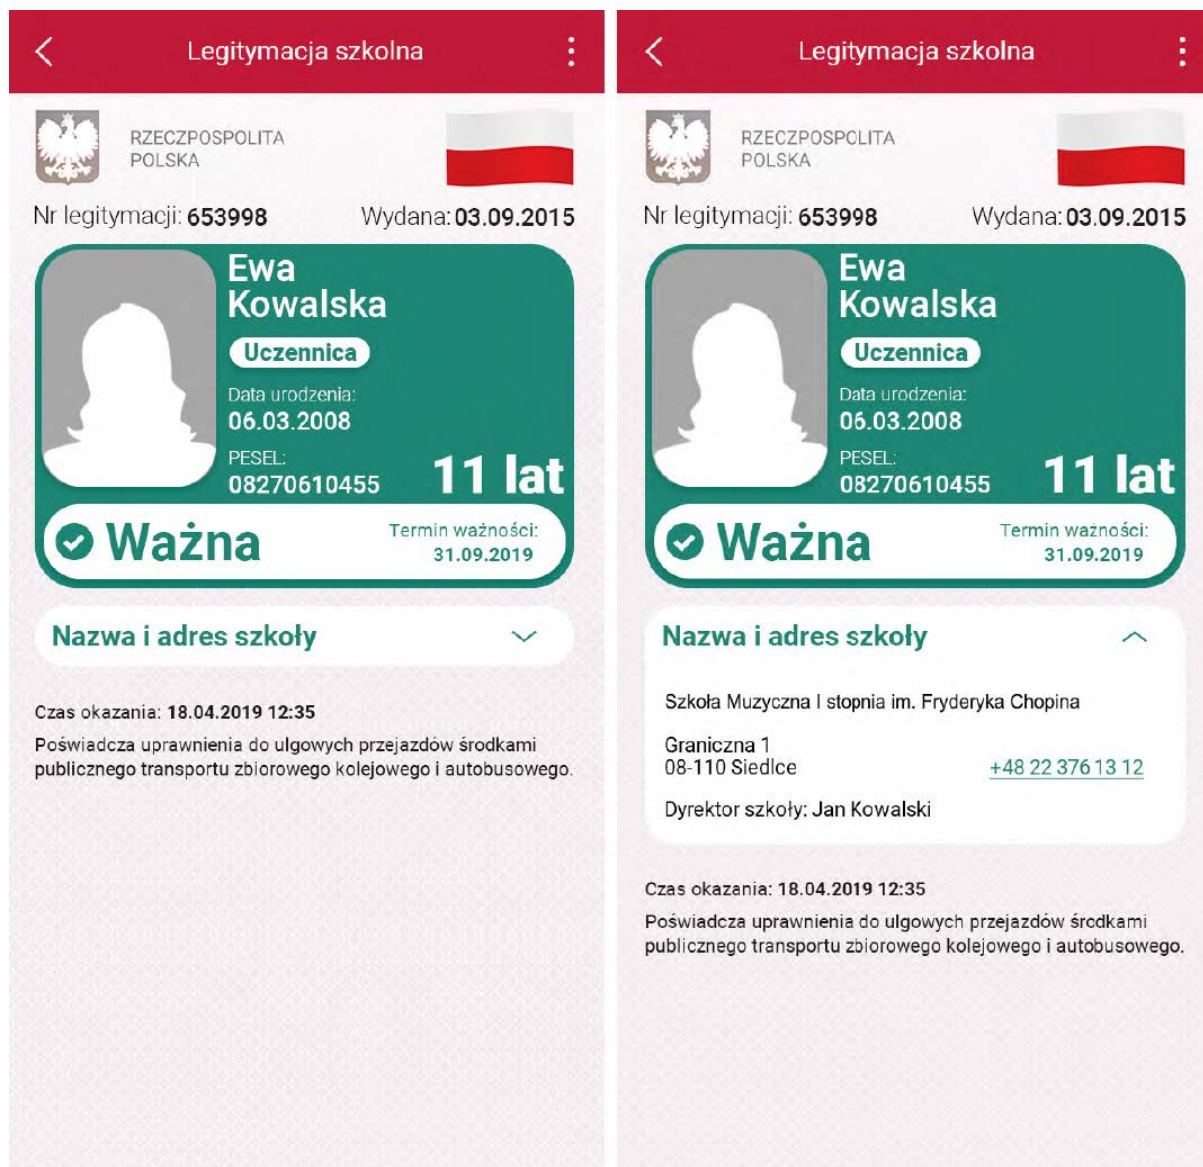 Legitymacja szkolna
RZECZPOSPOLITA
POLSKA
Nr legitymacji: 653998
Wydana: 03.09.2015
Ewa
Kowalska
Uczennica
Data urodzenia:
06.03.2008
PESEL:
08270610455
11 lat
Ważna
Termin ważności:
31.09.2019
Nazwa i adres szkoły
Czas okazania: 18.04.2019 12:35
Poświadcza uprawnienia do ulgowych przejazdów środkami
publicznego transportu zbiorowego kolejowego i autobusowego.
Legitymacja szkolna
RZECZPOSPOLITA
POLSKA
Nr legitymacji: 653998
Wydana: 03.09.2015
Ewa
Kowalska
Uczennica
Data urodzenia:
06.03.2008
PESEL:
08270610455
11 lat
Ważna
Termin ważności:
31.09.2019
Nazwa i adres szkoły
Szkoła Muzyczna I stopnia im. Fryderyka Chopina
Graniczna 1
08-110 Siedlce
+48 22 376 13 12
Dyrektor szkoły: Jan Kowalski
Czas okazania: 18.04.2019 12:35
Poświadcza uprawnienia do ulgowych przejazdów środkami
publicznego transportu zbiorowego kolejowego i autobusowego.